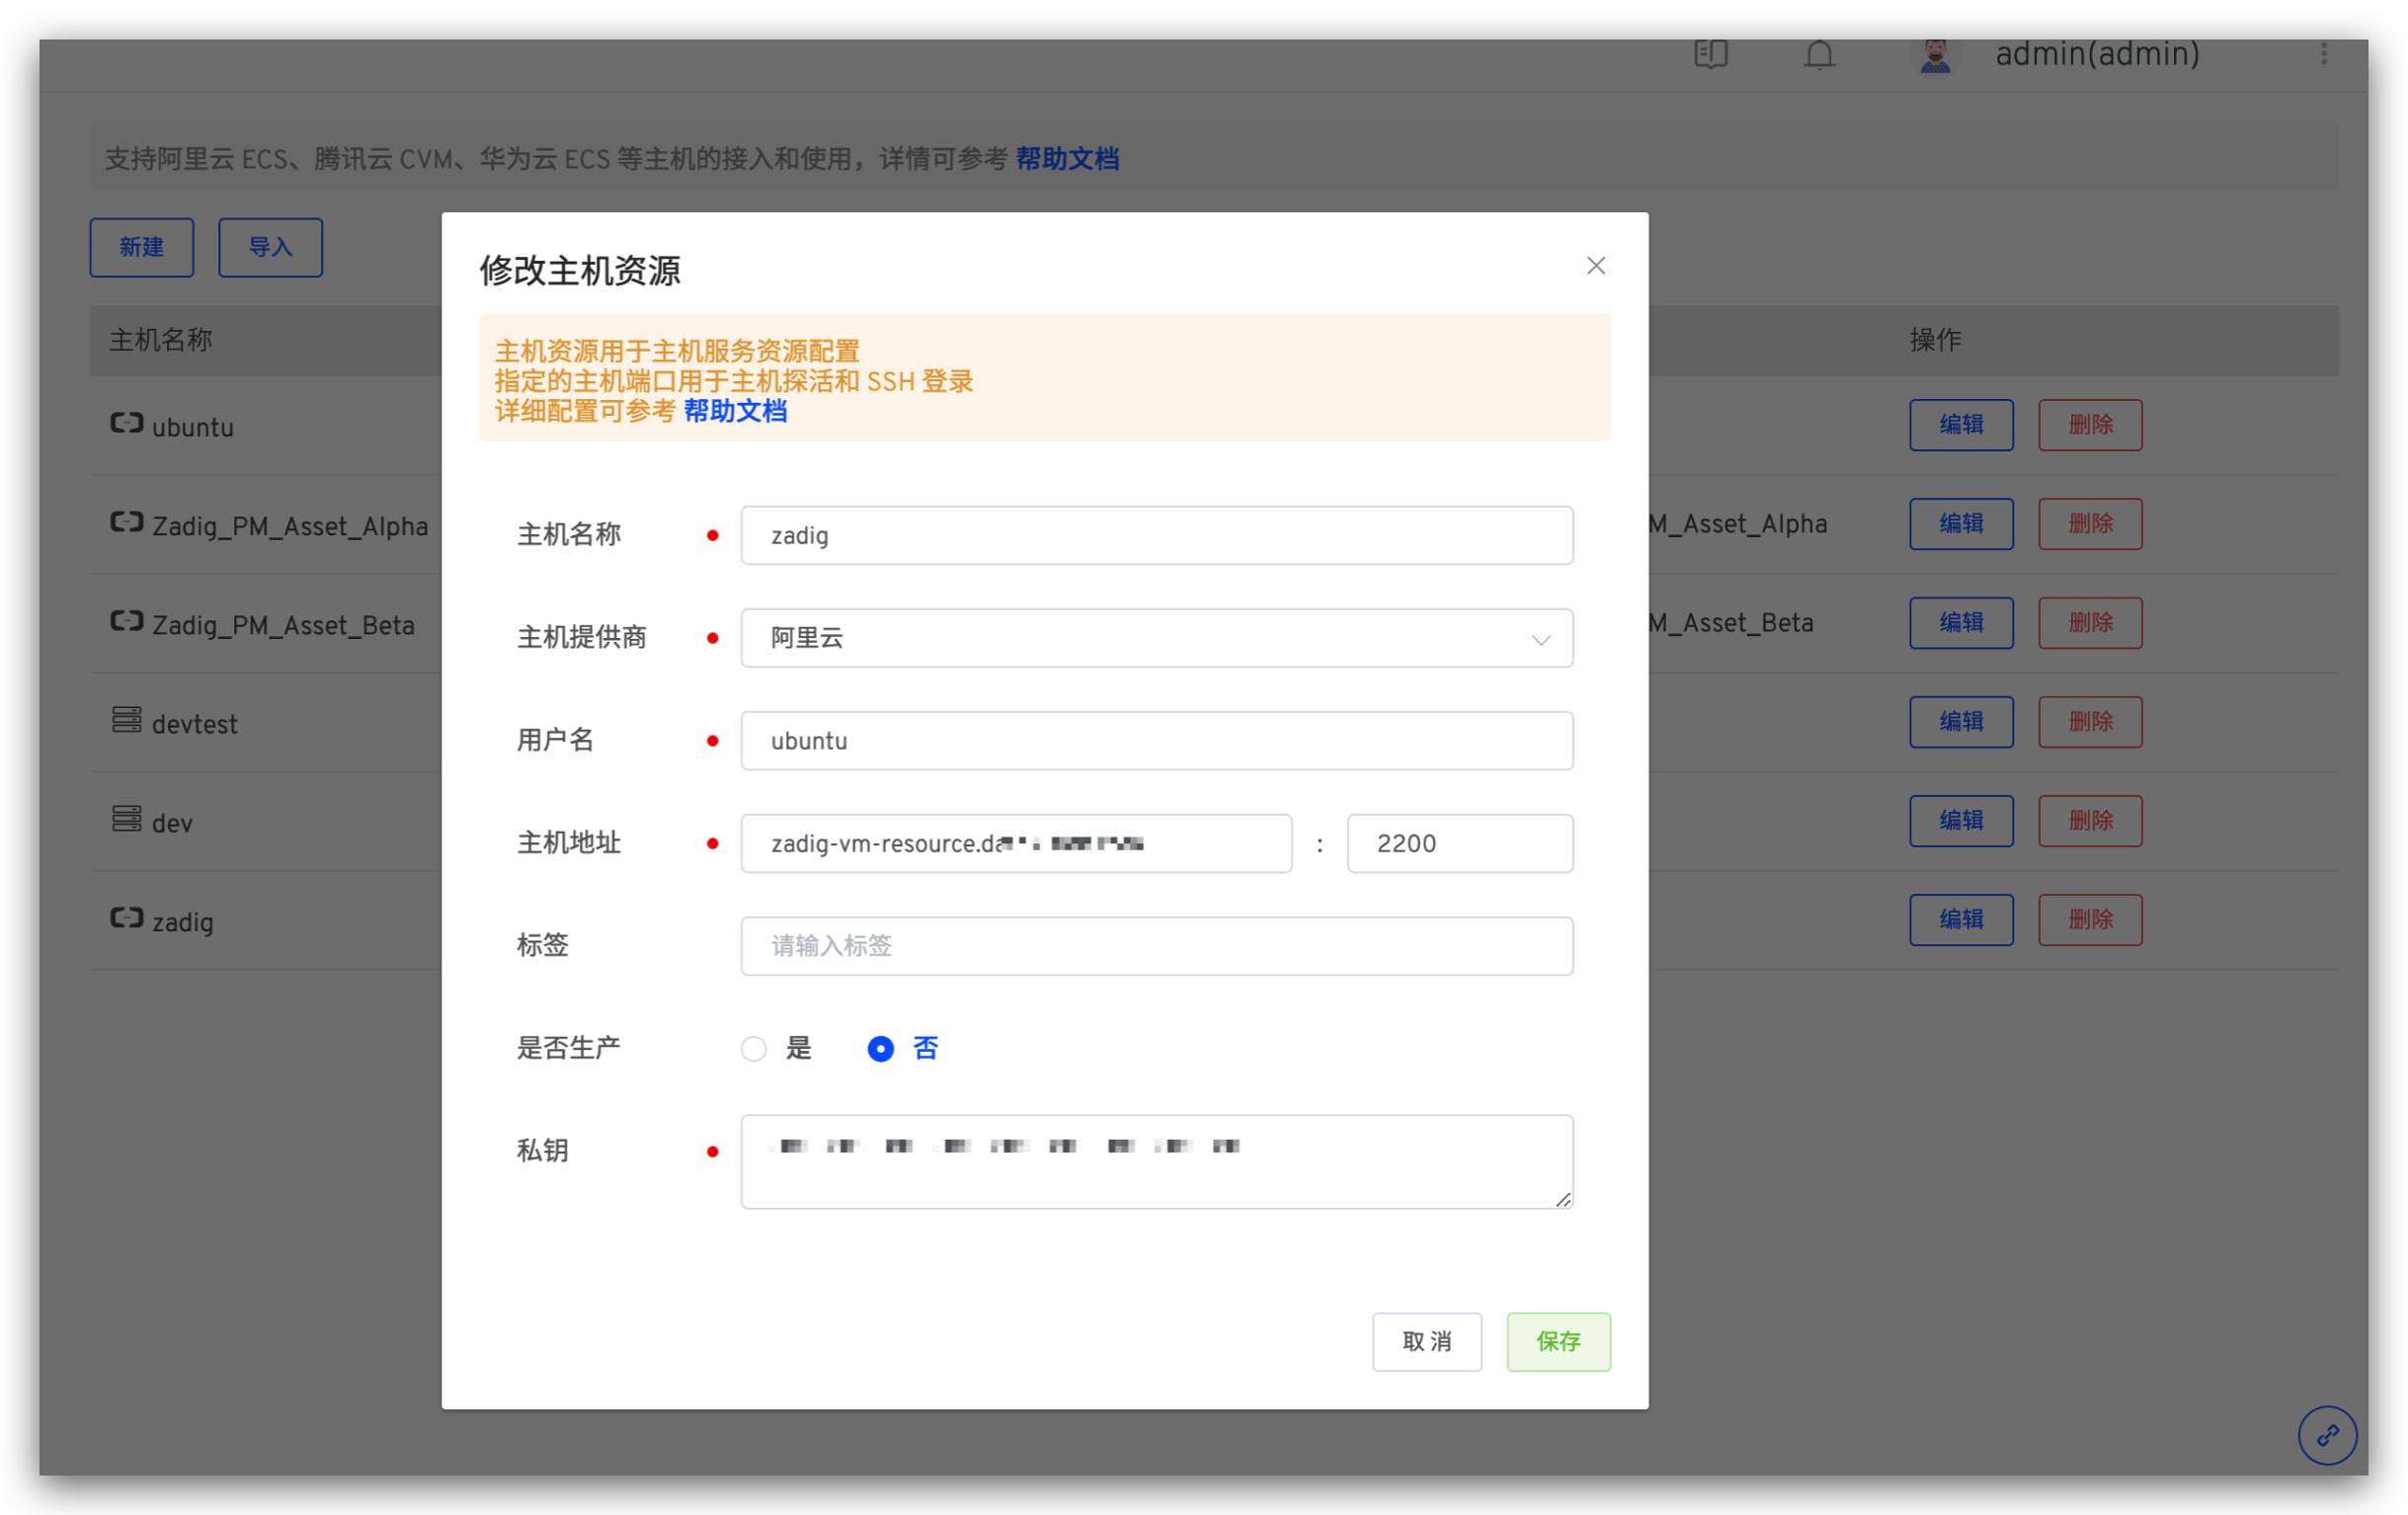 admin(admin)
支持阿里云 ECS、腾讯云 CVM、华为云 ECS 等主机的接入和使用，详情可参考 帮助文档
新建
导入
主机名称
操作
ubuntu
编辑
删除
Zadig_PM_Asset_Alpha
M_Asset_Alpha
编辑
删除
Zadig_PM_Asset_Beta
M_Asset_Beta
编辑
删除
devtest
编辑
删除
dev
编辑
删除
zadig
编辑
删除
修改主机资源
主机资源用于主机服务资源配置
指定的主机端口用于主机探活和 SSH 登录
详细配置可参考 帮助文档
主机名称
zadig
主机提供商
阿里云
用户名
ubuntu
主机地址
zadig-vm-resource.da
:
2200
标签
请输入标签
是否生产
是
否
私钥
取 消
保存